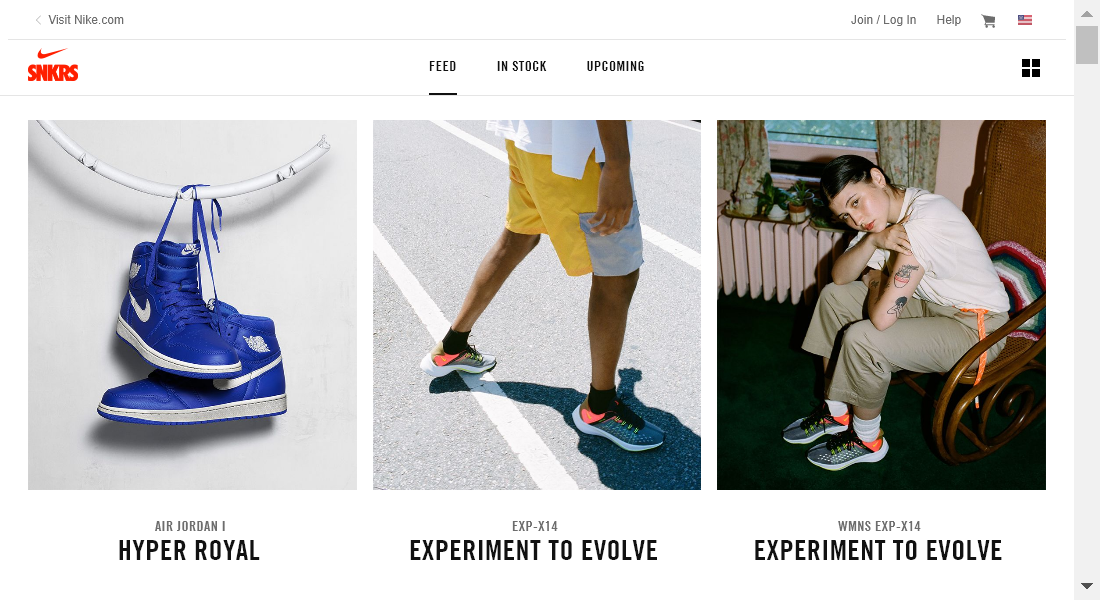 Visit Nike.com
Join / Log In
Help
SNKRS
FEED
IN STOCK
UPCOMING
AIR JORDAN I
HYPER ROYAL
EXP-X14
EXPERIMENT TO EVOLVE
WMNS EXP-X14
EXPERIMENT TO EVOLVE